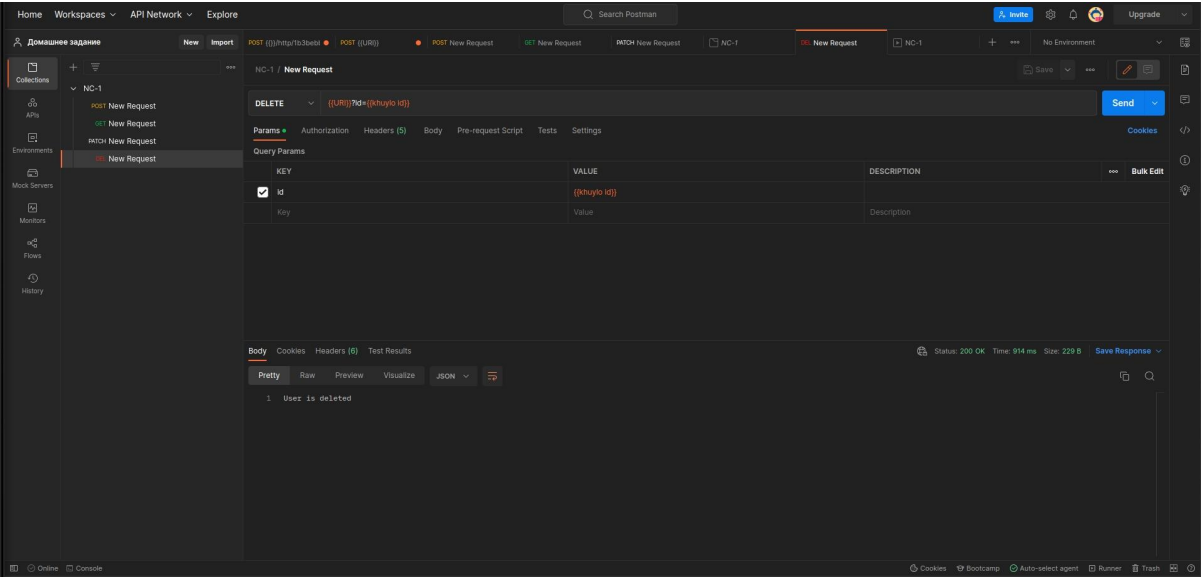 Home Workspaces API Network Explore Search Postman Invite Upgrade
Домашнее задание New Import POST {{}}/http/1b3bebt POST {{URI}} POST New Request GET New Request PATCH New Request NC-1 DEL New Request NC-1 No Environment
Collections
APIs
Environments
Mock Servers
Monitors
Flows
History
NC-1
POST New Request
GET New Request
PATCH New Request
DEL New Request
NC-1 / New Request Save
DELETE {{URI}}?id={{khuylo id}} Send
Params Authorization Headers (5) Body Pre-request Script Tests Settings Cookies
Query Params
KEY VALUE DESCRIPTION Bulk Edit
id {{khuylo id}}
Key Value Description
Body Cookies Headers (6) Test Results Status: 200 OK Time: 914 ms Size: 229 B Save Response
Pretty Raw Preview Visualize JSON
1 User is deleted
Online Console Cookies Bootcamp Auto-select agent Runner Trash